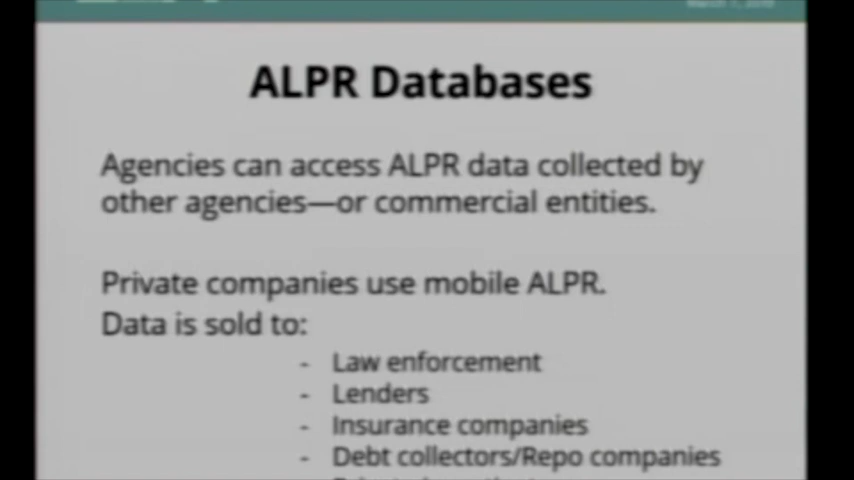 ALPR Databases
Agencies can access ALPR data collected by
other agencies—or commercial entities.
Private companies use mobile ALPR.
Data is sold to:
- Law enforcement
- Lenders
- Insurance companies
- Debt collectors/Repo companies